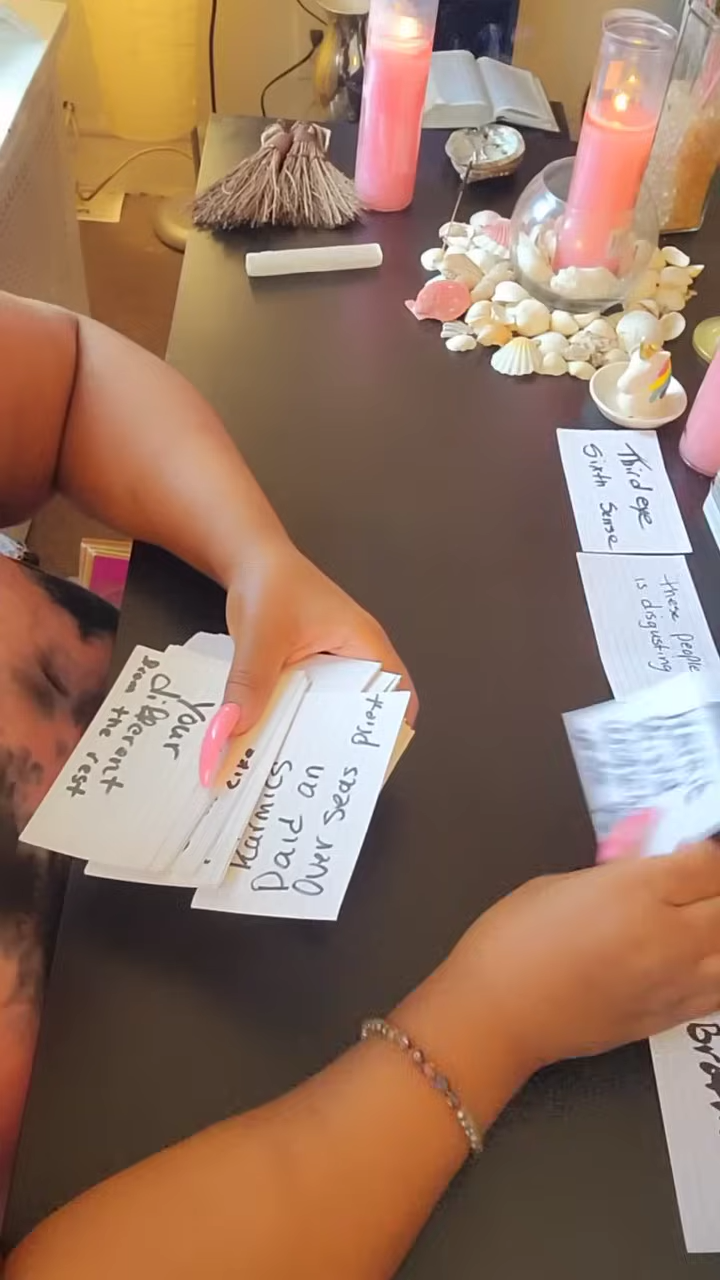 Third eye
Sixth Sense
these people
is disgusting
Your
different
from the rest
Karmics
Paid an
Over seas priest